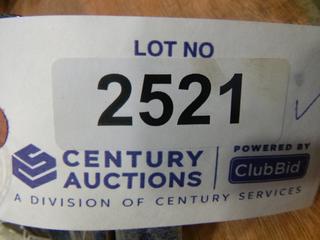 LOT NO
2521
CENTURY AUCTIONS
POWERED BY
ClubBid
A DIVISION OF CENTURY SERVICES